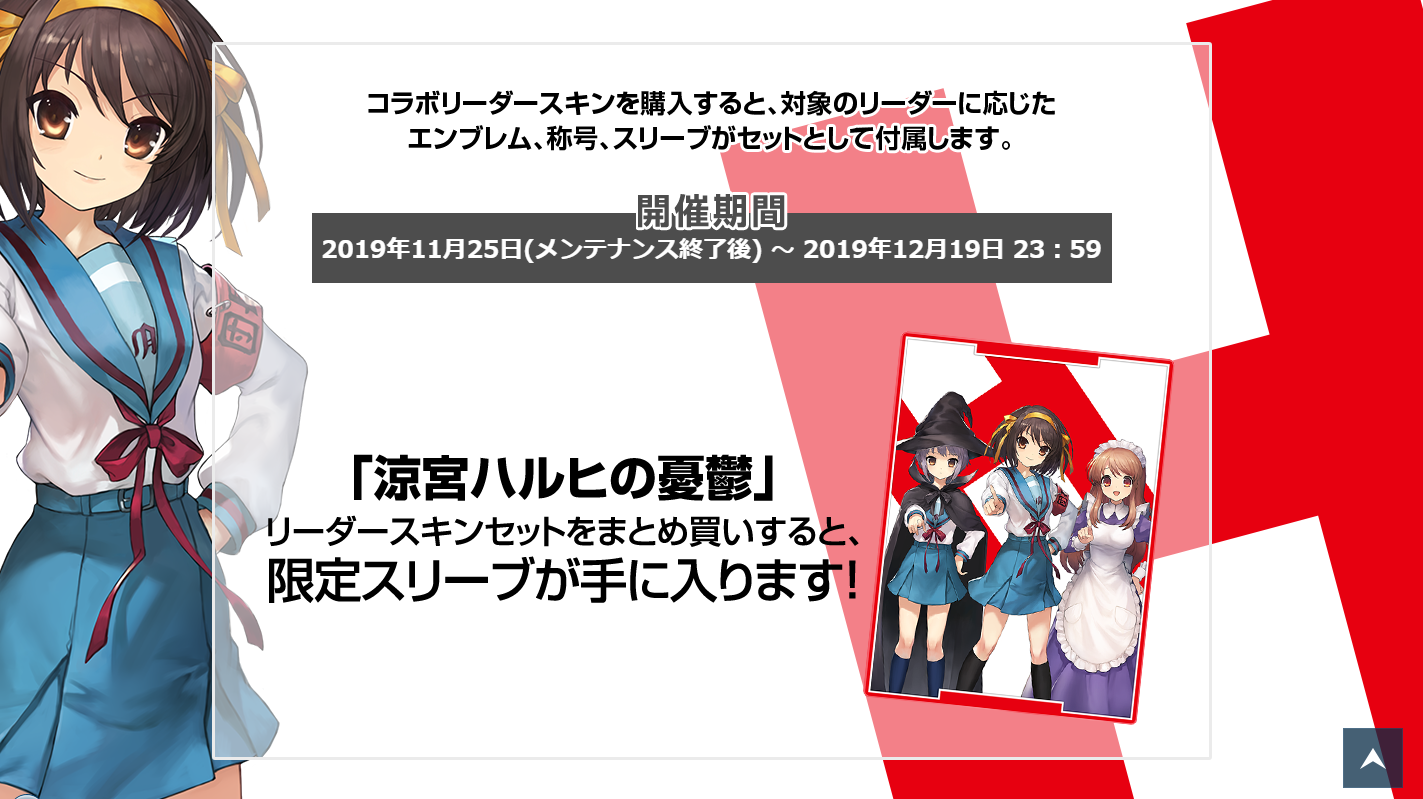 コラボリーダースキンを購入すると、対象のリーダーに応じた
エンブレム、称号、スリーブがセットとして付属します。
開催期間
2019年11月25日(メンテナンス終了後) ～ 2019年12月19日 23：59
「涼宮ハルヒの憂鬱」
リーダースキンセットをまとめ買いすると、
限定スリーブが手に入ります!
団